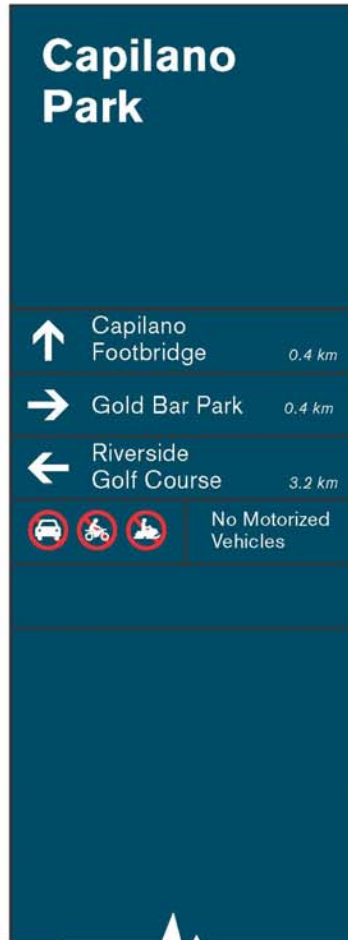 Capilano
Park
Capilano
Footbridge 0.4 km
Gold Bar Park 0.4 km
Riverside
Golf Course 3.2 km
No Motorized
Vehicles